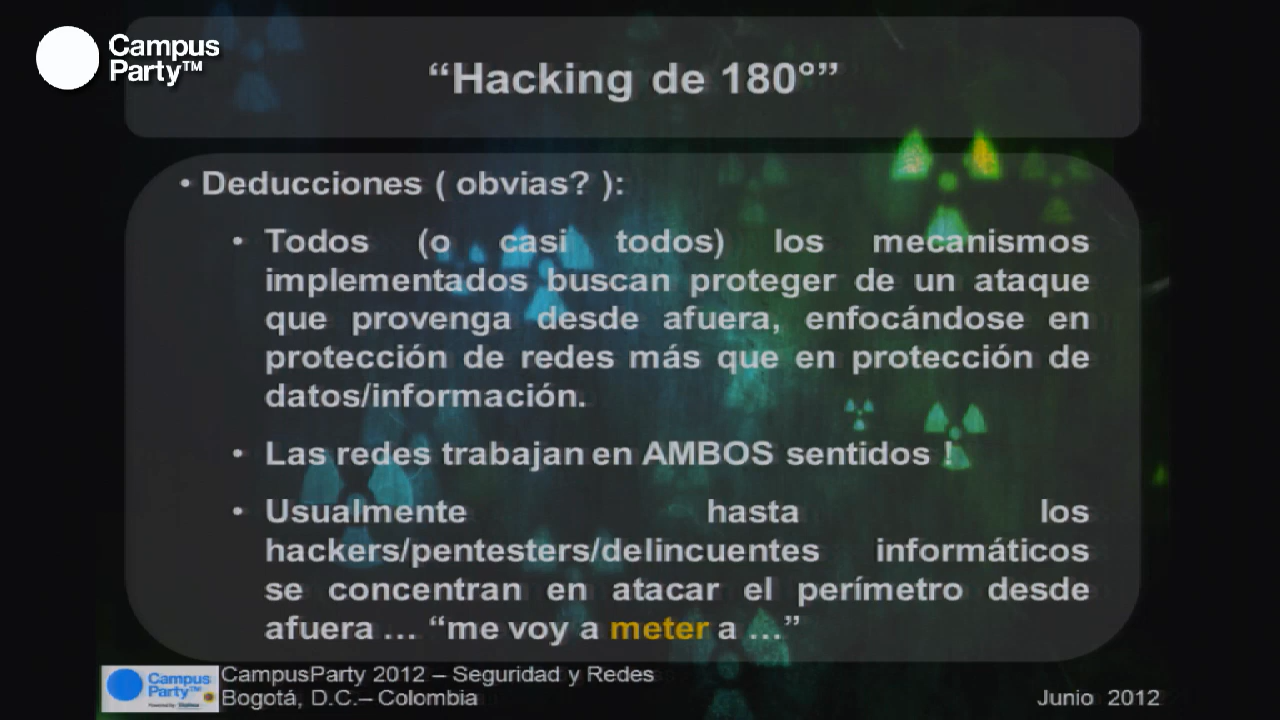 Campus
Party™
“Hacking de 180°”
• Deducciones ( obvias? ):
• Todos (o casi todos) los mecanismos
implementados buscan proteger de un ataque
que provenga desde afuera, enfocándose en
protección de redes más que en protección de
datos/información.
• Las redes trabajan en AMBOS sentidos !
• Usualmente hasta los
hackers/pentesters/delincuentes informáticos
se concentran en atacar el perímetro desde
afuera … “me voy a meter a …”
Campus
Party™
CampusParty 2012 – Seguridad y Redes
Bogotá, D.C.– Colombia
Junio 2012